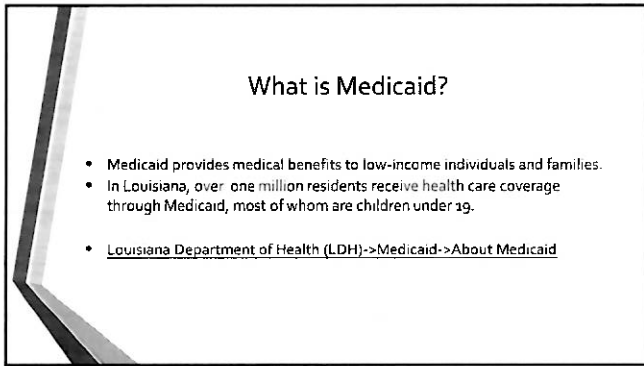 What is Medicaid?
• Medicaid provides medical benefits to low-income individuals and families.
• In Louisiana, over one million residents receive health care coverage
through Medicaid, most of whom are children under 19.
• Louisiana Department of Health (LDH)->Medicaid->About Medicaid